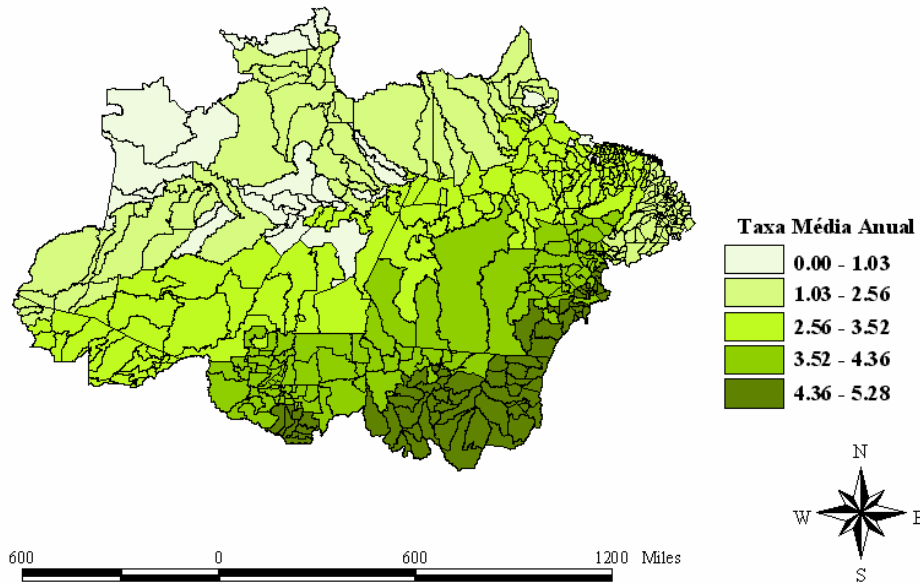 Taxa Média Anual
0.00 - 1.03
1.03 - 2.56
2.56 - 3.52
3.52 - 4.36
4.36 - 5.28
N
W E
S
600 0 600 1200 Miles